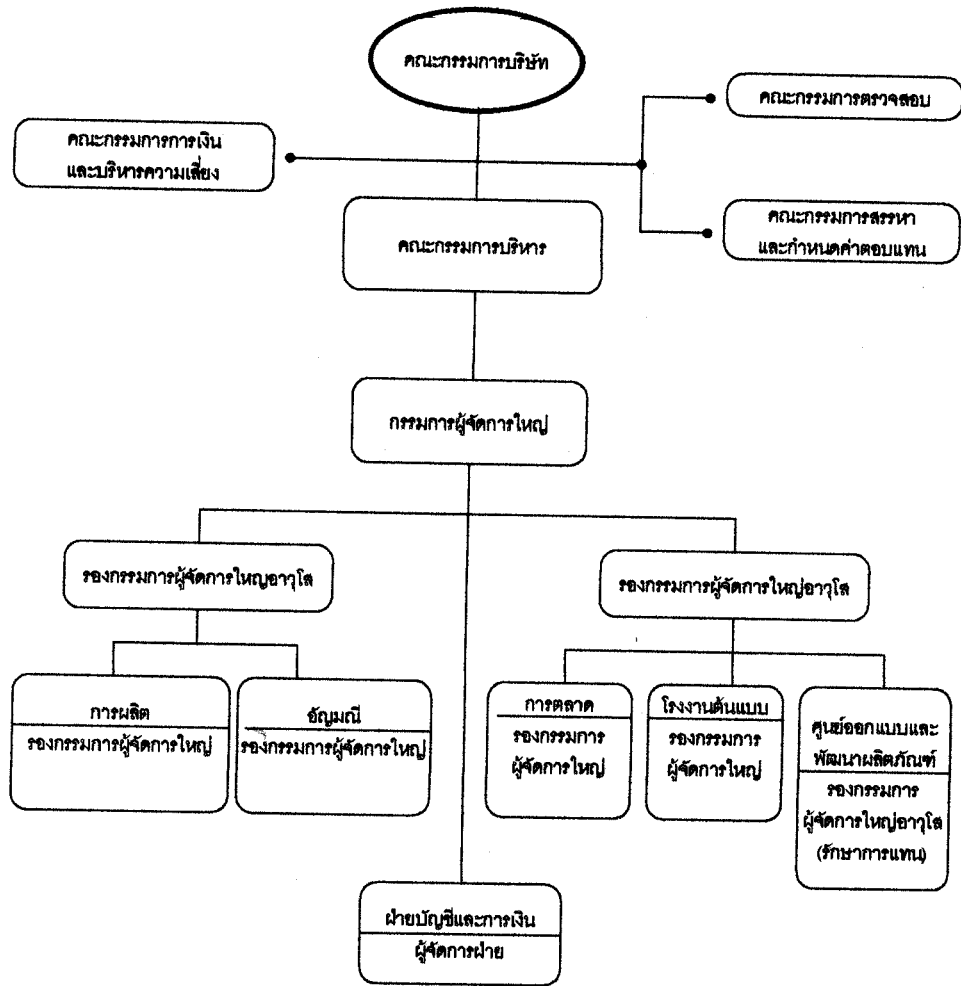 คณะกรรมการบริษัท
คณะกรรมการตรวจสอบ
คณะกรรมการการเงิน
และบริหารความเสี่ยง
คณะกรรมการสรรหา
และกำหนดค่าตอบแทน
คณะกรรมการบริหาร
กรรมการผู้จัดการใหญ่
รองกรรมการผู้จัดการใหญ่อาวุโส
รองกรรมการผู้จัดการใหญ่อาวุโส
การผลิต
รองกรรมการผู้จัดการใหญ่
อัญมณี
รองกรรมการผู้จัดการใหญ่
การตลาด
รองกรรมการ
ผู้จัดการใหญ่
โรงงานต้นแบบ
รองกรรมการ
ผู้จัดการใหญ่
ศูนย์ออกแบบและ
พัฒนาผลิตภัณฑ์
รองกรรมการ
ผู้จัดการใหญ่อาวุโส
(รักษาการแทน)
ฝ่ายบัญชีและการเงิน
ผู้จัดการฝ่าย